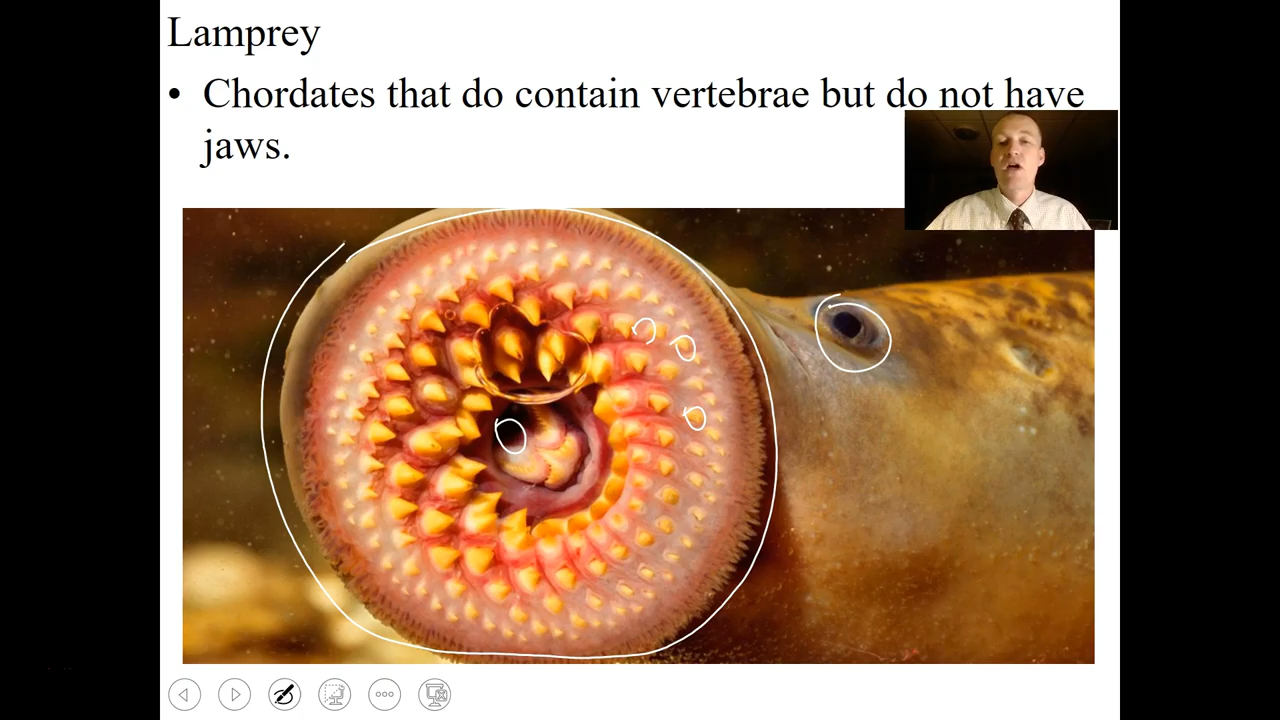 Lamprey
• Chordates that do contain vertebrae but do not have
jaws.